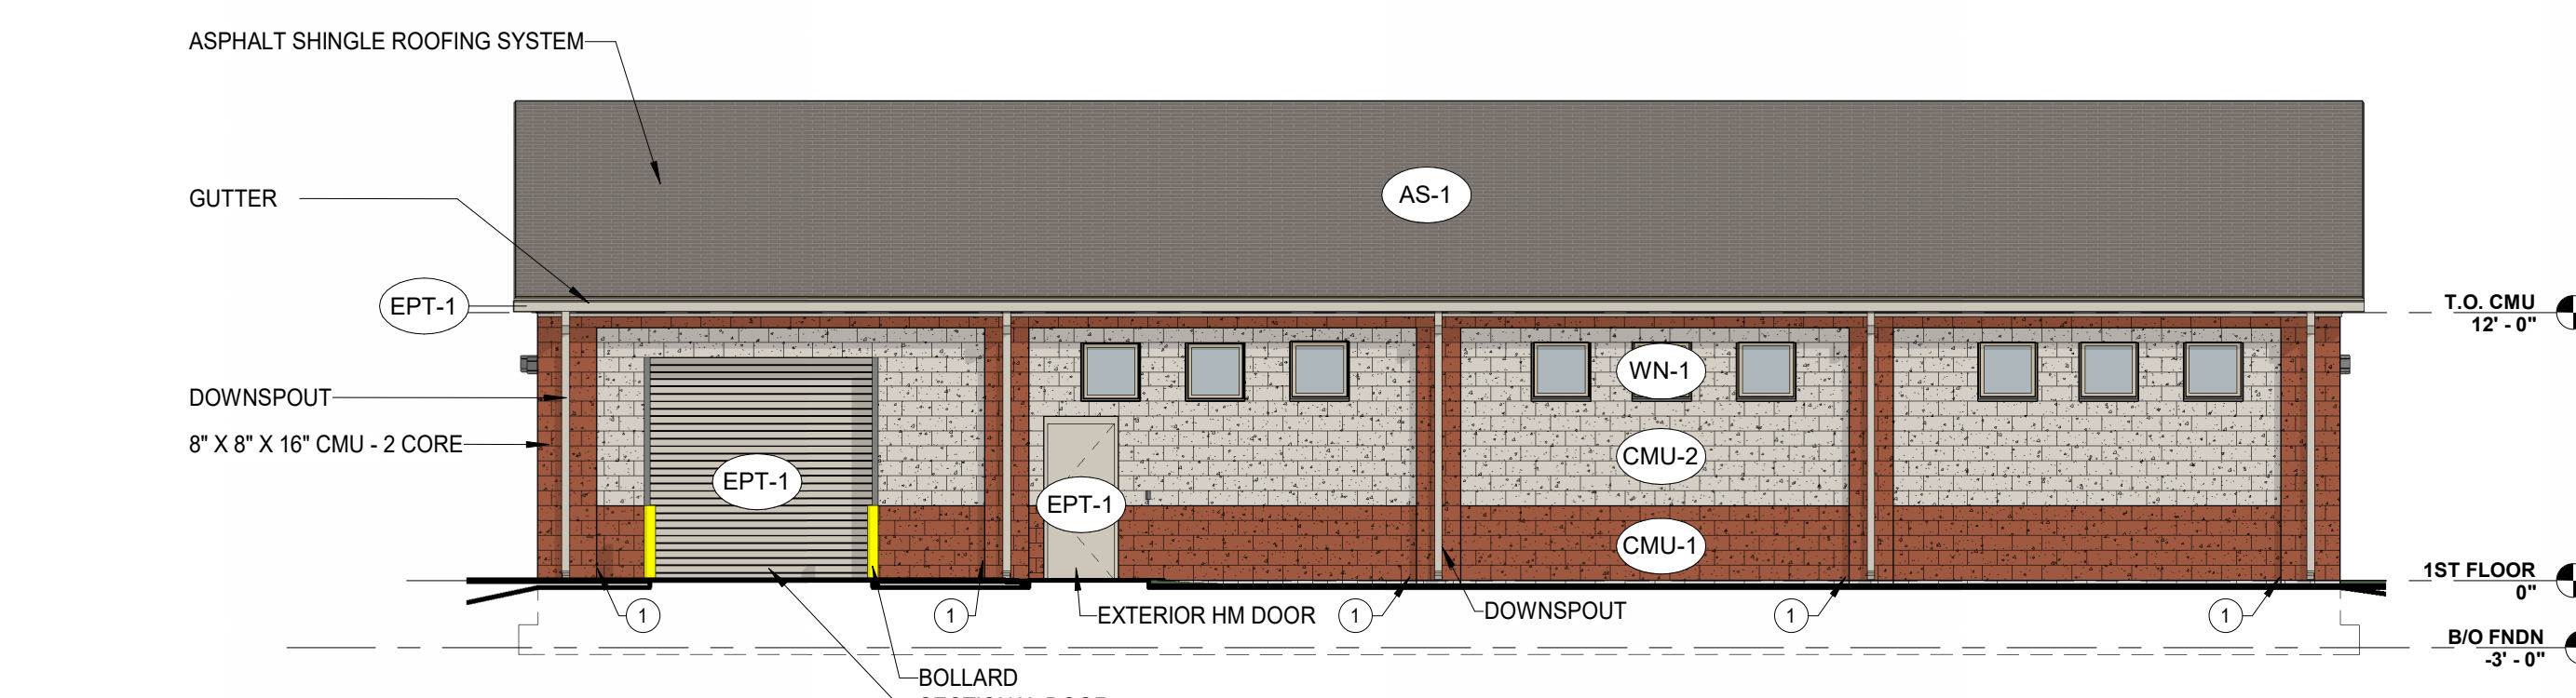 ASPHALT SHINGLE ROOFING SYSTEM
AS-1
GUTTER
EPT-1
T.O. CMU
12' - 0"
WN-1
DOWNSPOUT
8" X 8" X 16" CMU - 2 CORE
CMU-2
EPT-1
EPT-1
CMU-1
1ST FLOOR
0"
1
1
EXTERIOR HM DOOR
1
DOWNSPOUT
1
1
B/O FNDN
-3' - 0"
BOLLARD